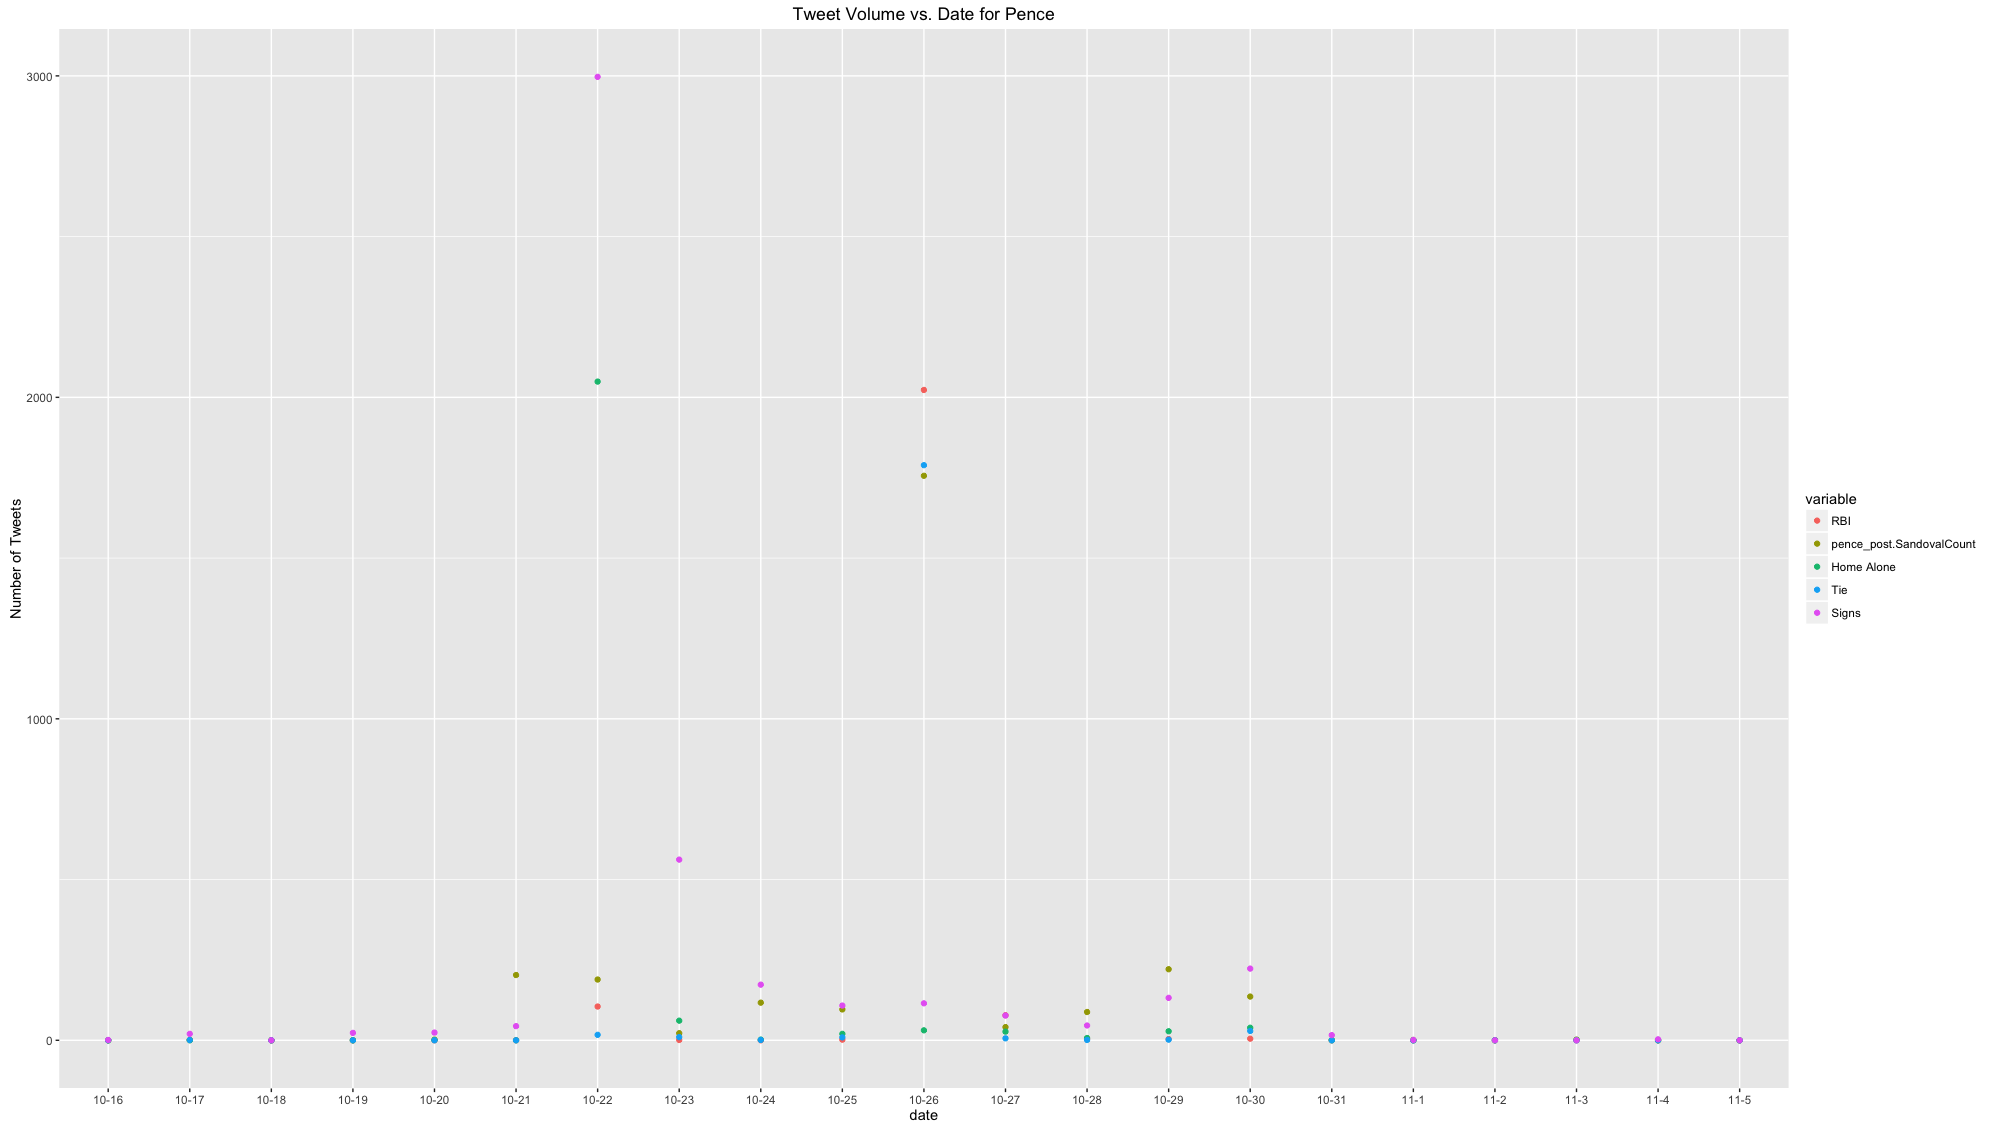 Tweet Volume vs. Date for Pence
Number of Tweets
3000
2000
1000
0
10-16 10-17 10-18 10-19 10-20 10-21 10-22 10-23 10-24 10-25 10-26 10-27 10-28 10-29 10-30 10-31 11-1 11-2 11-3 11-4 11-5
date
variable
RBI
pence_post.SandovalCount
Home Alone
Tie
Signs